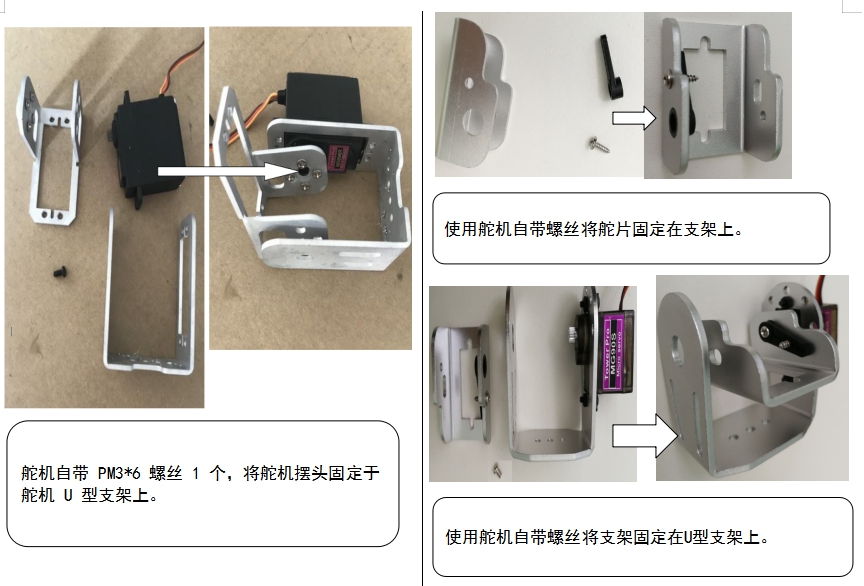 舵机自带 PM3*6 螺丝 1 个，将舵机摆头固定于
舵机 U 型支架上。
使用舵机自带螺丝将舵片固定在支架上。
Tower Pro
MG90S
Micro servo
使用舵机自带螺丝将支架固定在U型支架上。